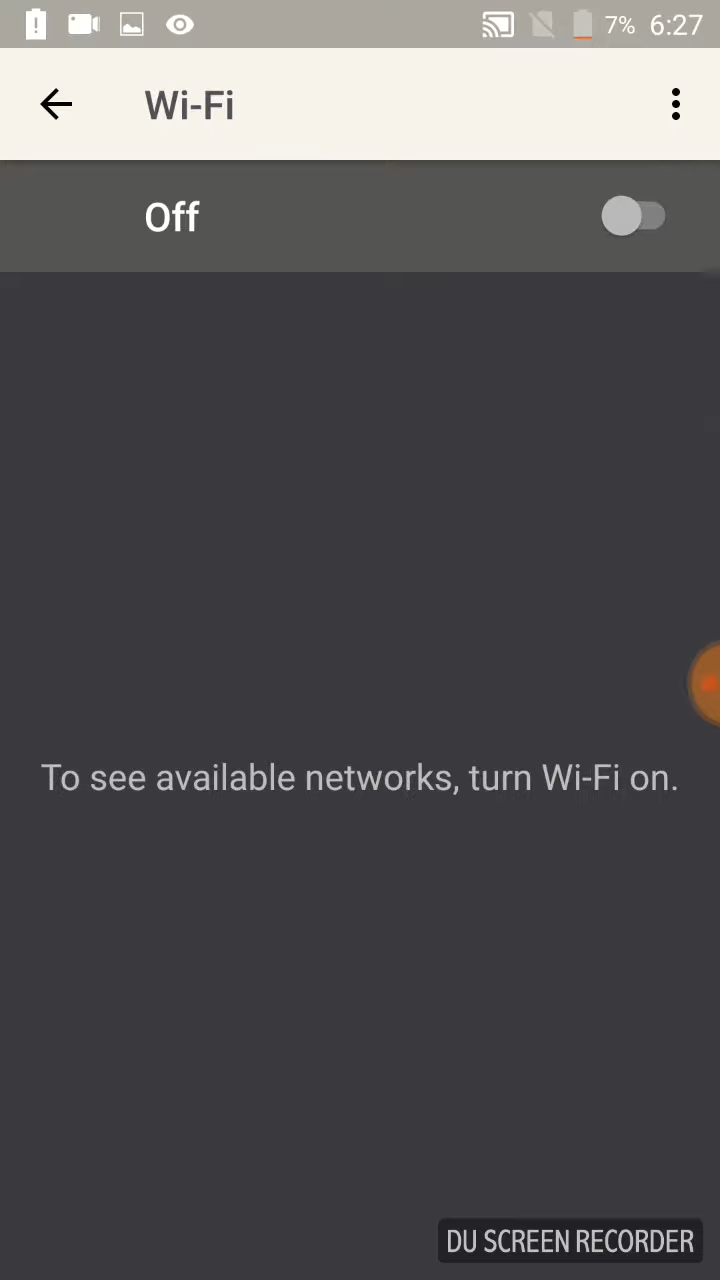 7% 6:27
Wi-Fi
Off
To see available networks, turn Wi-Fi on.
DU SCREEN RECORDER